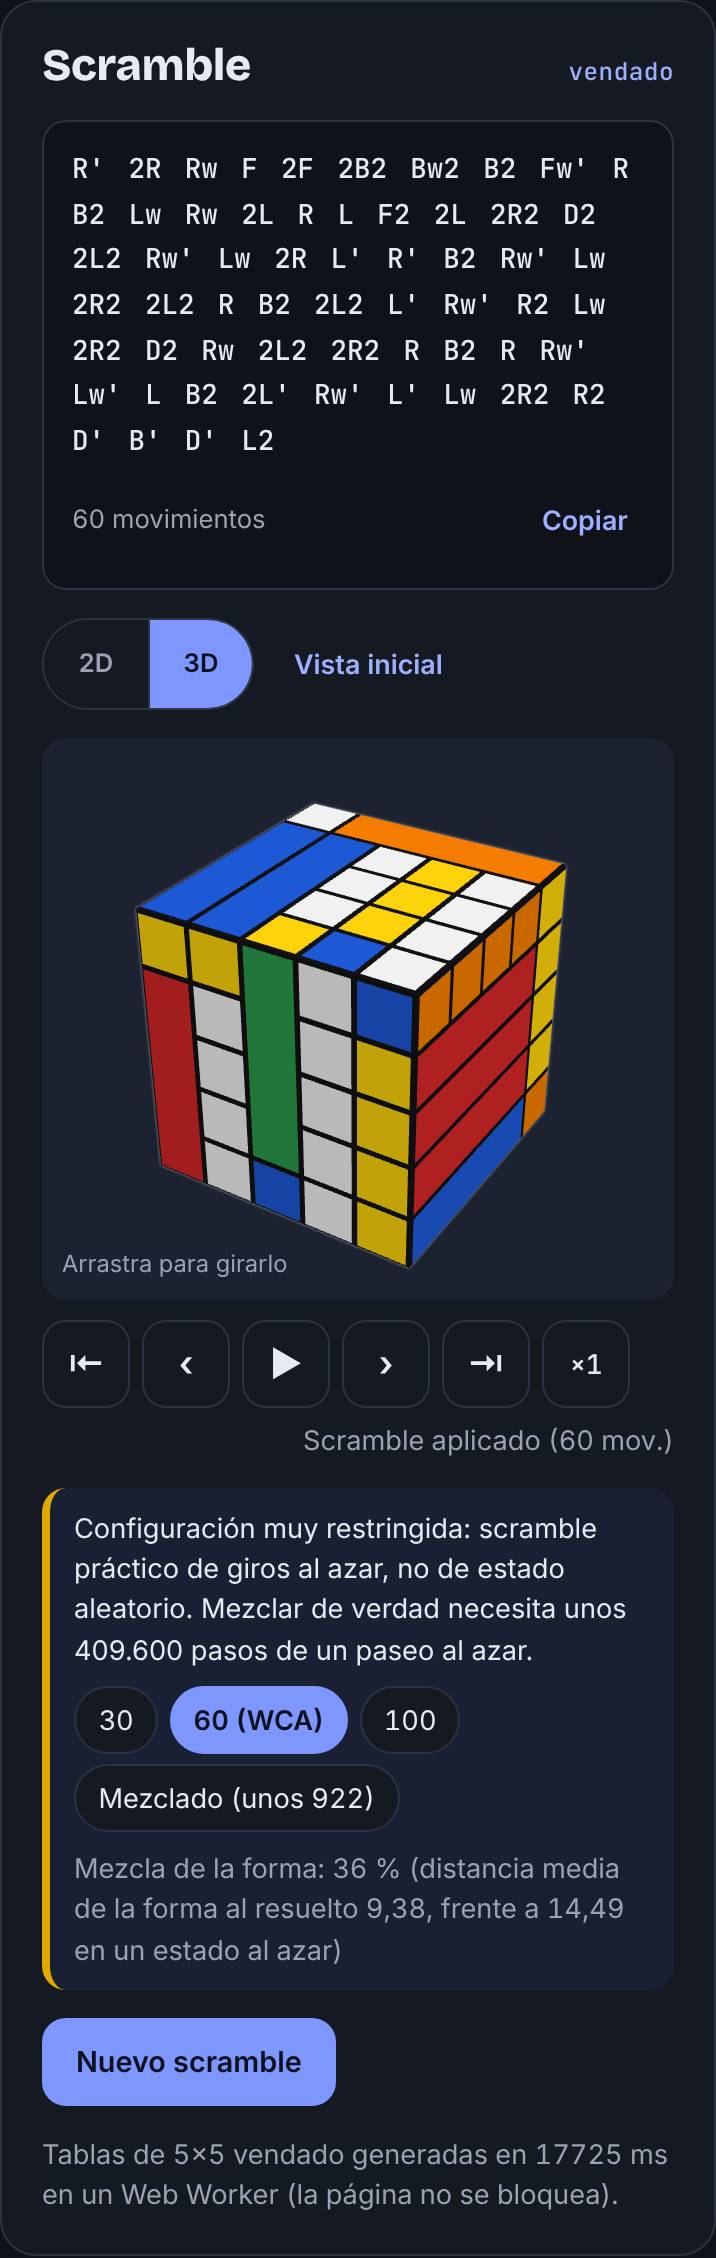 Scramble
vendado
R' 2R Rw F 2F 2B2 Bw2 B2 Fw' R
B2 Lw Rw 2L R L F2 2L 2R2 D2
2L2 Rw' Lw 2R L' R' B2 Rw' Lw
2R2 2L2 R B2 2L2 L' Rw' R2 Lw
2R2 D2 Rw 2L2 2R2 R B2 R Rw'
Lw' L B2 2L' Rw' L' Lw 2R2 R2
D' B' D' L2
60 movimientos
Copiar
2D
3D
Vista inicial
Arrastra para girarlo
×1
Scramble aplicado (60 mov.)
Configuración muy restringida: scramble
práctico de giros al azar, no de estado
aleatorio. Mezclar de verdad necesita unos
409.600 pasos de un paseo al azar.
30
60 (WCA)
100
Mezclado (unos 922)
Mezcla de la forma: 36 % (distancia media
de la forma al resuelto 9,38, frente a 14,49
en un estado al azar)
Nuevo scramble
Tablas de 5×5 vendado generadas en 17725 ms
en un Web Worker (la página no se bloquea).